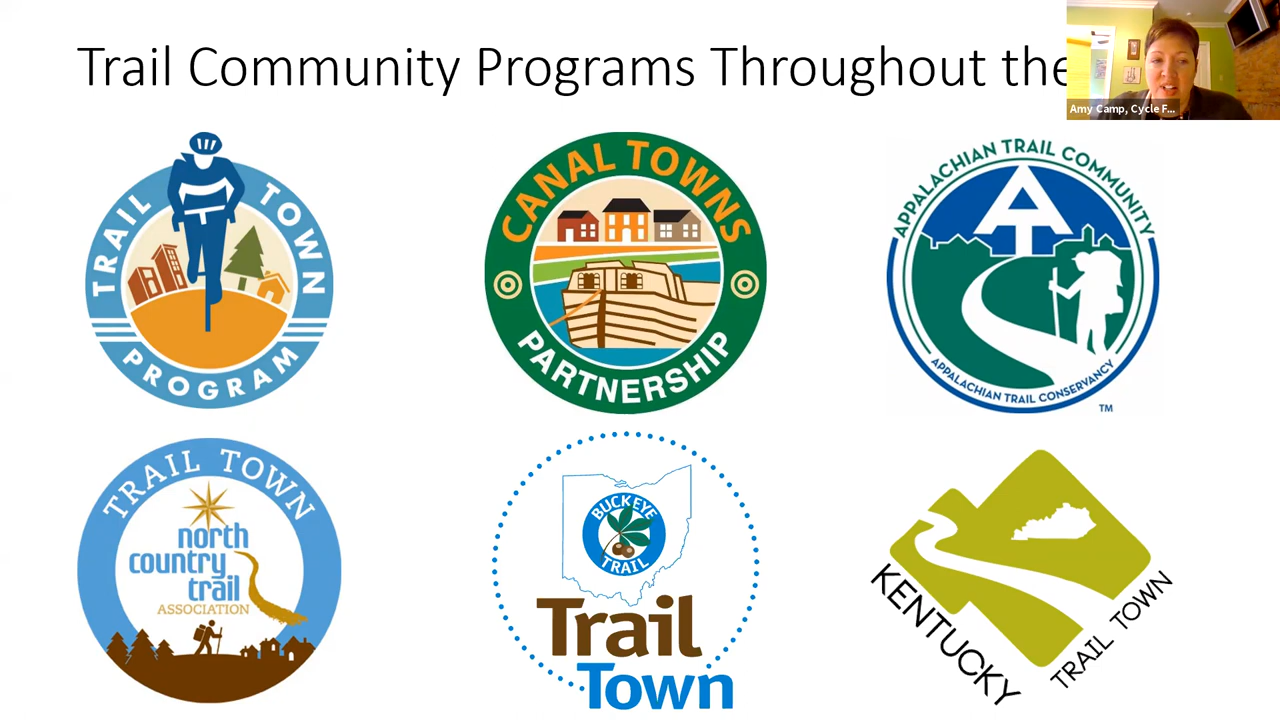 Trail Community Programs Throughout the
Amy Camp, Cycle F...
TRAIL TOWN
PROGRAM
CANAL TOWNS
PARTNERSHIP
APPALACHIAN TRAIL COMMUNITY
AT
APPALACHIAN TRAIL CONSERVANCY
TM
TRAIL TOWN
north
country
trail
ASSOCIATION
BUCKEYE
TRAIL
Trail
Town
KENTUCKY
TRAIL TOWN